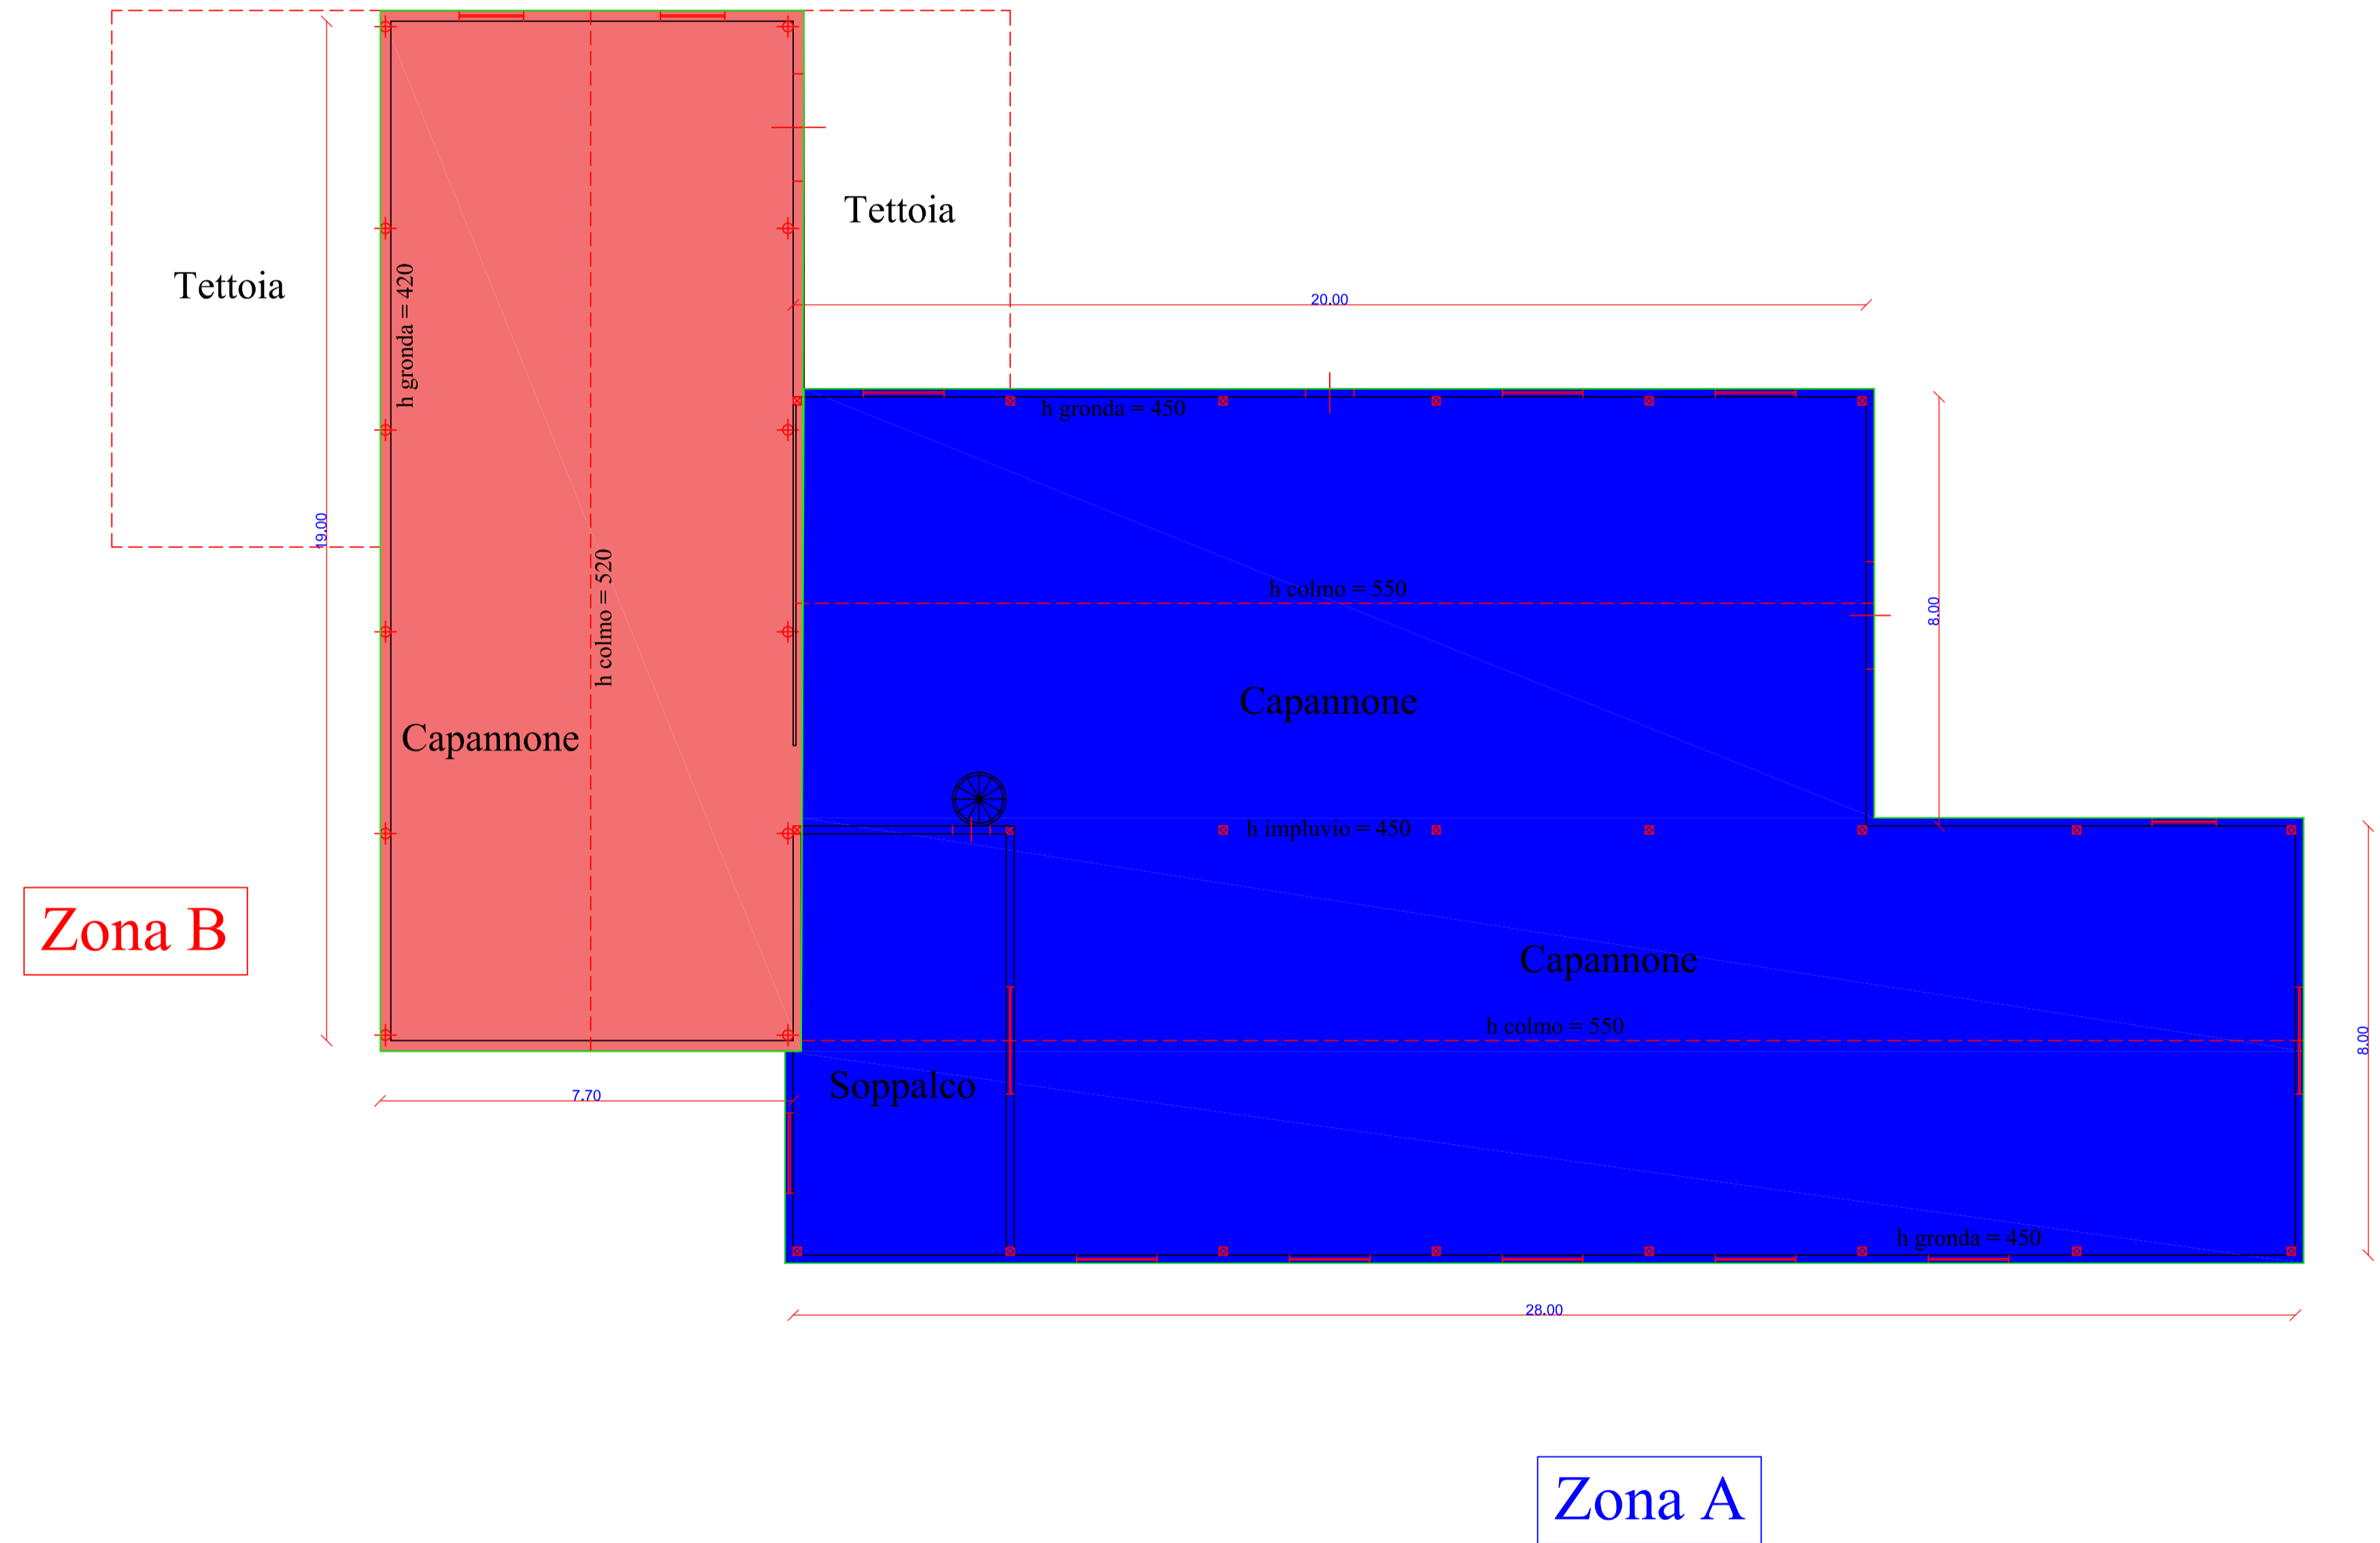 Tettoia
Tettoia
h gronda = 420
20.00
h gronda = 450
19.00
h colmo = 520
h colmo = 550
8.00
Capannone
Capannone
h impluvio = 450
Zona B
Capannone
h colmo = 550
8.00
Soppalco
7.70
h gronda = 450
28.00
Zona A